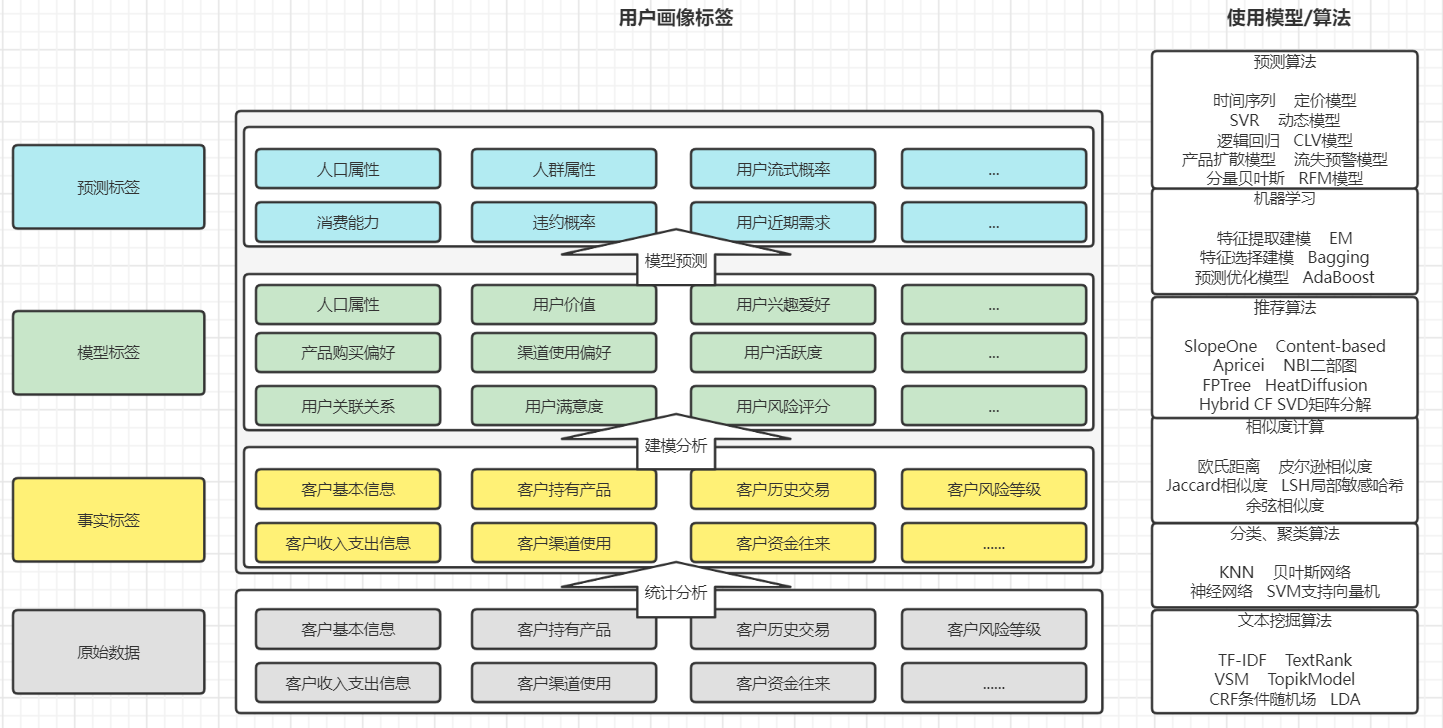 用户画像标签
使用模型/算法
预测标签
人口属性
人群属性
用户流式概率
...
消费能力
违约概率
用户近期需求
...
模型预测
模型标签
人口属性
用户价值
用户兴趣爱好
...
产品购买偏好
渠道使用偏好
用户活跃度
...
用户关联关系
用户满意度
用户风险评分
...
建模分析
事实标签
客户基本信息
客户持有产品
客户历史交易
客户风险等级
客户收入支出信息
客户渠道使用
客户资金往来
......
统计分析
原始数据
客户基本信息
客户持有产品
客户历史交易
客户风险等级
客户收入支出信息
客户渠道使用
客户资金往来
......
预测算法
时间序列 定价模型
SVR 动态模型
逻辑回归 CLV模型
产品扩散模型 流失预警模型
分量贝叶斯 RFM模型
机器学习
特征提取建模 EM
特征选择建模 Bagging
预测优化模型 AdaBoost
推荐算法
SlopeOne Content-based
Apricei NBI二部图
FPTree HeatDiffusion
Hybrid CF SVD矩阵分解
相似度计算
欧氏距离 皮尔逊相似度
Jaccard相似度 LSH局部敏感哈希
余弦相似度
分类、聚类算法
KNN 贝叶斯网络
神经网络 SVM支持向量机
文本挖掘算法
TF-IDF TextRank
VSM TopikModel
CRF条件随机场 LDA